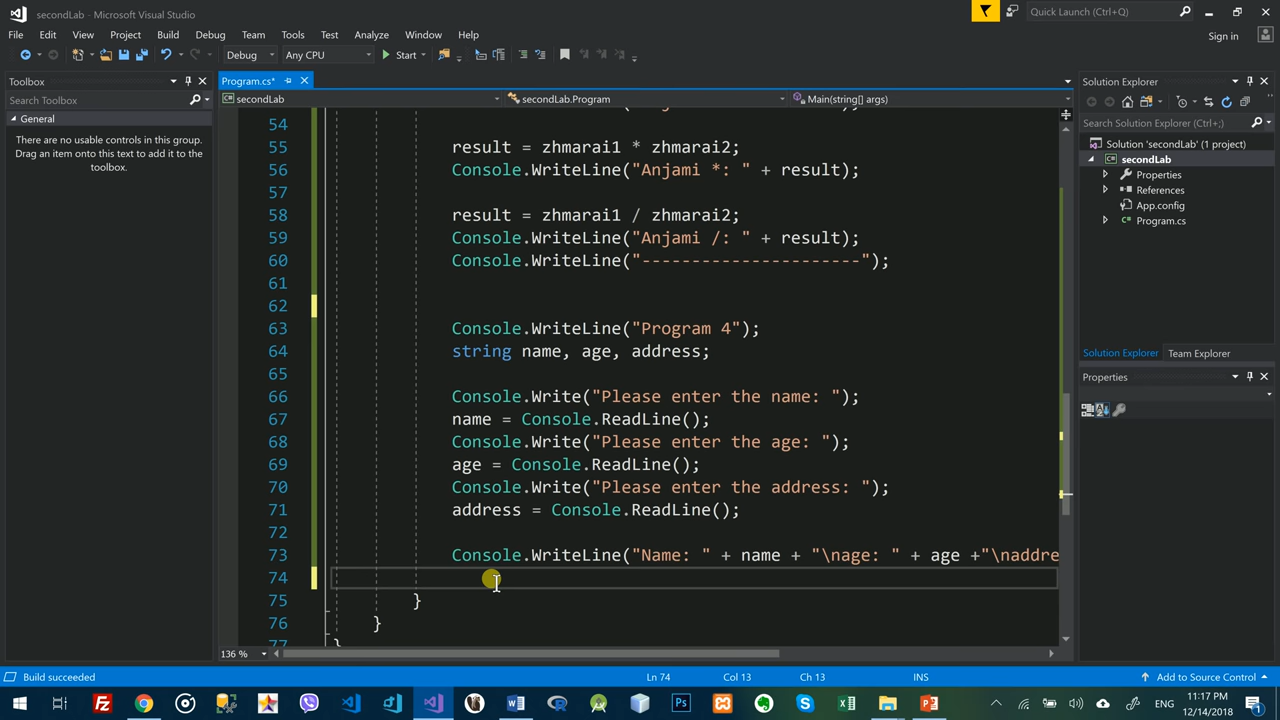 secondLab - Microsoft Visual Studio
Quick Launch (Ctrl+Q)
File Edit View Project Build Debug Team Tools Test Analyze Window Help
Sign in
Debug Any CPU Start
Toolbox
Program.cs*
Solution Explorer
Search Toolbox
secondLab secondLab.Program Main(string[] args)
General
There are no usable controls in this group. Drag an item onto this text to add it to the toolbox.
Search Solution Explorer (Ctrl+;)
Solution 'secondLab' (1 project)
secondLab
Properties
References
App.config
Program.cs
54
55 result = zhmarai1 * zhmarai2;
56 Console.WriteLine("Anjami *: " + result);
57
58 result = zhmarai1 / zhmarai2;
59 Console.WriteLine("Anjami /: " + result);
60 Console.WriteLine("----------------------");
61
62
63 Console.WriteLine("Program 4");
64 string name, age, address;
65
66 Console.Write("Please enter the name: ");
67 name = Console.ReadLine();
68 Console.Write("Please enter the age: ");
69 age = Console.ReadLine();
70 Console.Write("Please enter the address: ");
71 address = Console.ReadLine();
72
73 Console.WriteLine("Name: " + name + "\nage: " + age +"\naddre
74
75 }
76 }
77 }
Solution Explorer Team Explorer
Properties
136 %
Build succeeded Ln 74 Col 13 Ch 13 INS Add to Source Control
ENG
11:17 PM
12/14/2018